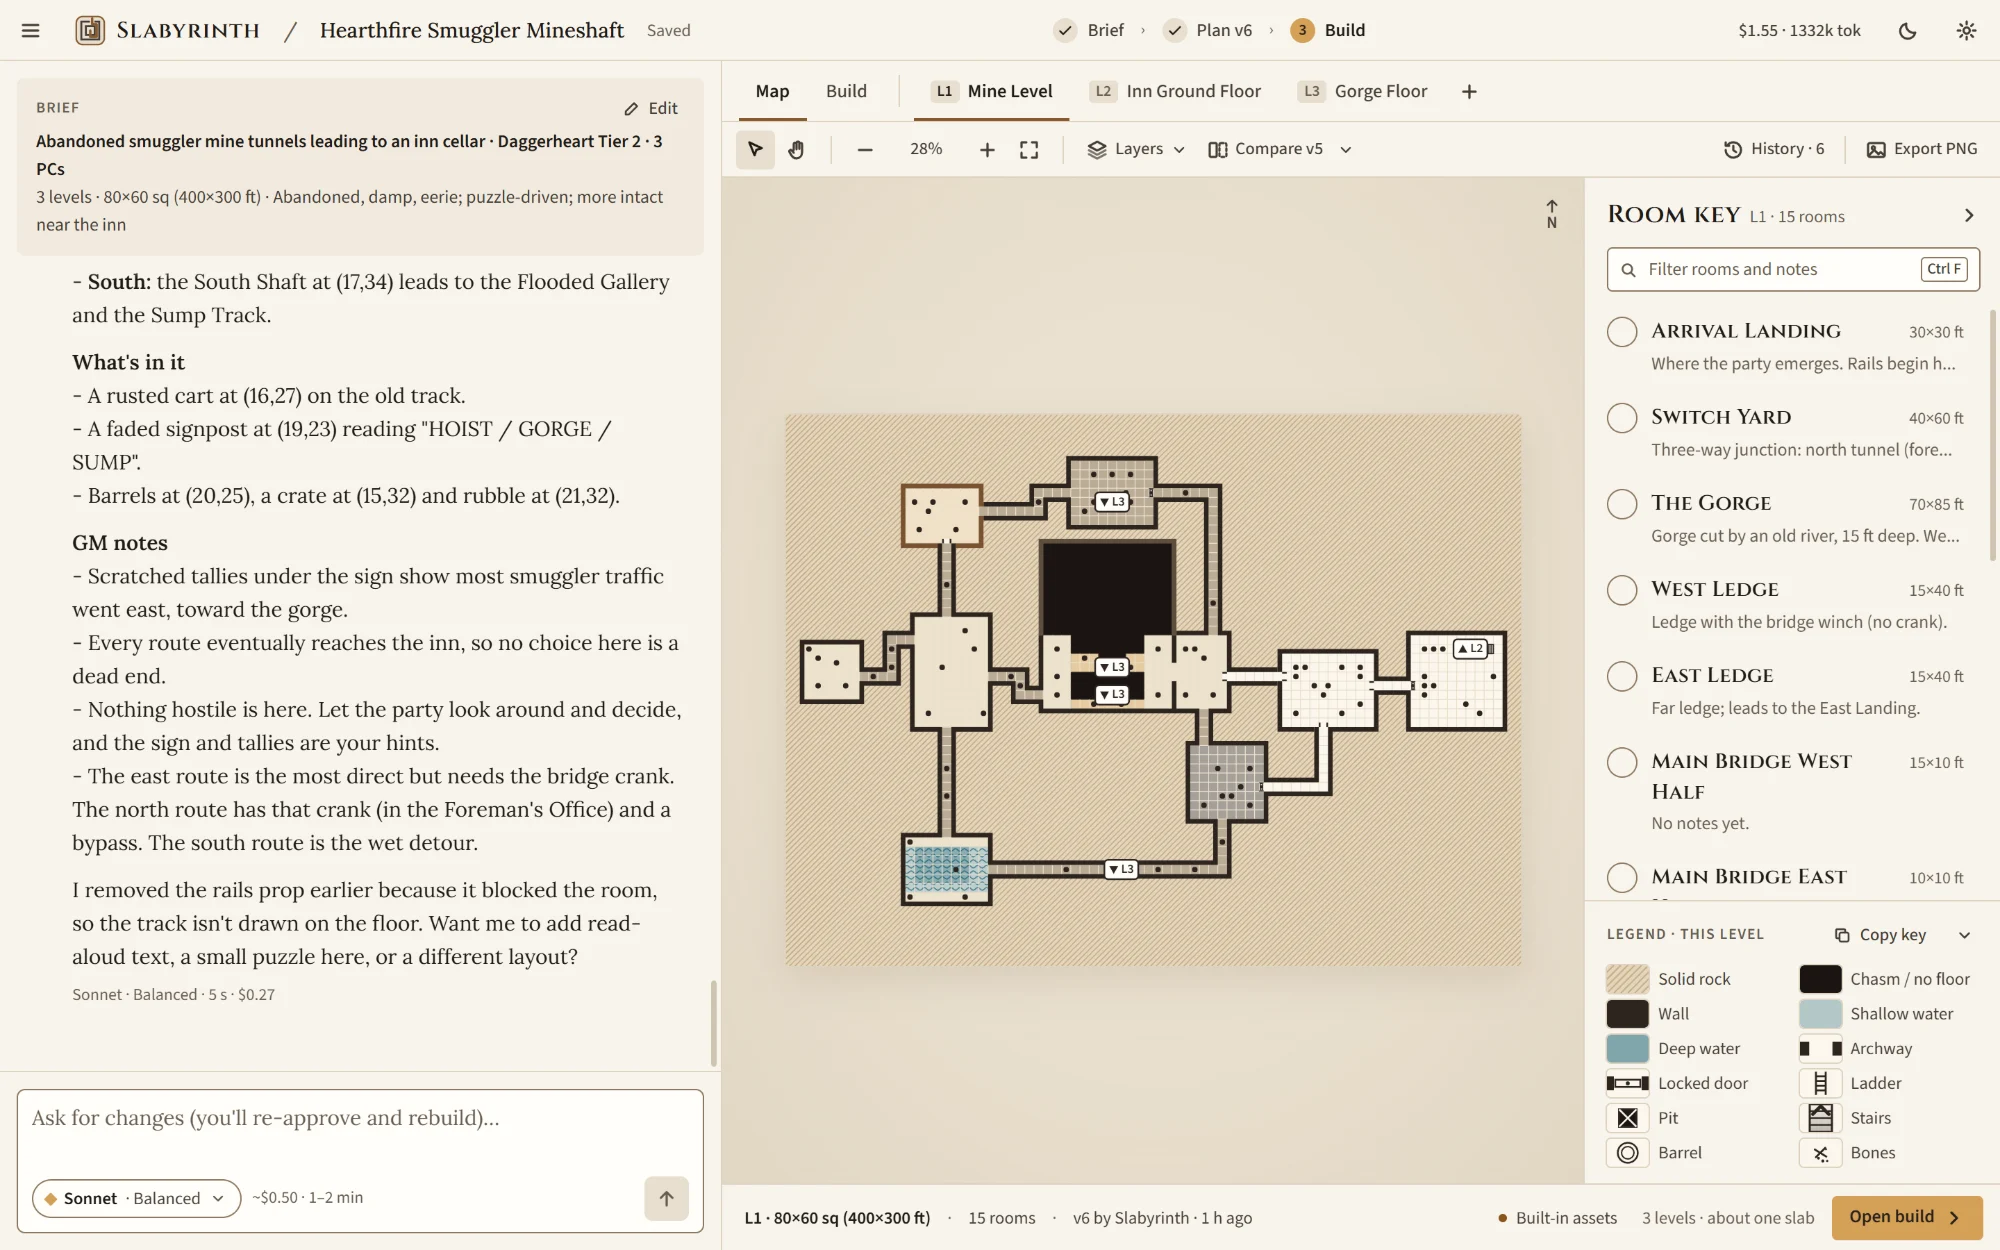 SLABYRINTH / Hearthfire Smuggler Mineshaft Saved
Brief › Plan v6 › 3 Build
$1.55 · 1332k tok
BRIEF
Edit
Abandoned smuggler mine tunnels leading to an inn cellar · Daggerheart Tier 2 · 3
PCs
3 levels · 80×60 sq (400×300 ft) · Abandoned, damp, eerie; puzzle-driven; more intact
near the inn
- South: the South Shaft at (17,34) leads to the Flooded Gallery
and the Sump Track.
What's in it
- A rusted cart at (16,27) on the old track.
- A faded signpost at (19,23) reading "HOIST / GORGE /
SUMP".
- Barrels at (20,25), a crate at (15,32) and rubble at (21,32).
GM notes
- Scratched tallies under the sign show most smuggler traffic
went east, toward the gorge.
- Every route eventually reaches the inn, so no choice here is a
dead end.
- Nothing hostile is here. Let the party look around and decide,
and the sign and tallies are your hints.
- The east route is the most direct but needs the bridge crank.
The north route has that crank (in the Foreman's Office) and a
bypass. The south route is the wet detour.
I removed the rails prop earlier because it blocked the room,
so the track isn't drawn on the floor. Want me to add read-
aloud text, a small puzzle here, or a different layout?
Sonnet · Balanced · 5 s · $0.27
Ask for changes (you'll re-approve and rebuild)...
Sonnet · Balanced ~$0.50 · 1–2 min
Map Build L1 Mine Level L2 Inn Ground Floor L3 Gorge Floor +
28% Layers Compare v5 History · 6 Export PNG
N
▼ L3
▲ L2
▼ L3
▼ L3
▼ L3
L1 · 80×60 sq (400×300 ft) · 15 rooms · v6 by Slabyrinth · 1 h ago
Built-in assets 3 levels · about one slab Open build
ROOM KEY L1 · 15 rooms
Filter rooms and notes Ctrl F
ARRIVAL LANDING 30×30 ft
Where the party emerges. Rails begin h...
SWITCH YARD 40×60 ft
Three-way junction: north tunnel (fore...
THE GORGE 70×85 ft
Gorge cut by an old river, 15 ft deep. We...
WEST LEDGE 15×40 ft
Ledge with the bridge winch (no crank).
EAST LEDGE 15×40 ft
Far ledge; leads to the East Landing.
MAIN BRIDGE WEST 15×10 ft
HALF
No notes yet.
MAIN BRIDGE EAST 10×10 ft
LEGEND · THIS LEVEL Copy key
Solid rock Chasm / no floor
Wall Shallow water
Deep water Archway
Locked door Ladder
Pit Stairs
Barrel Bones